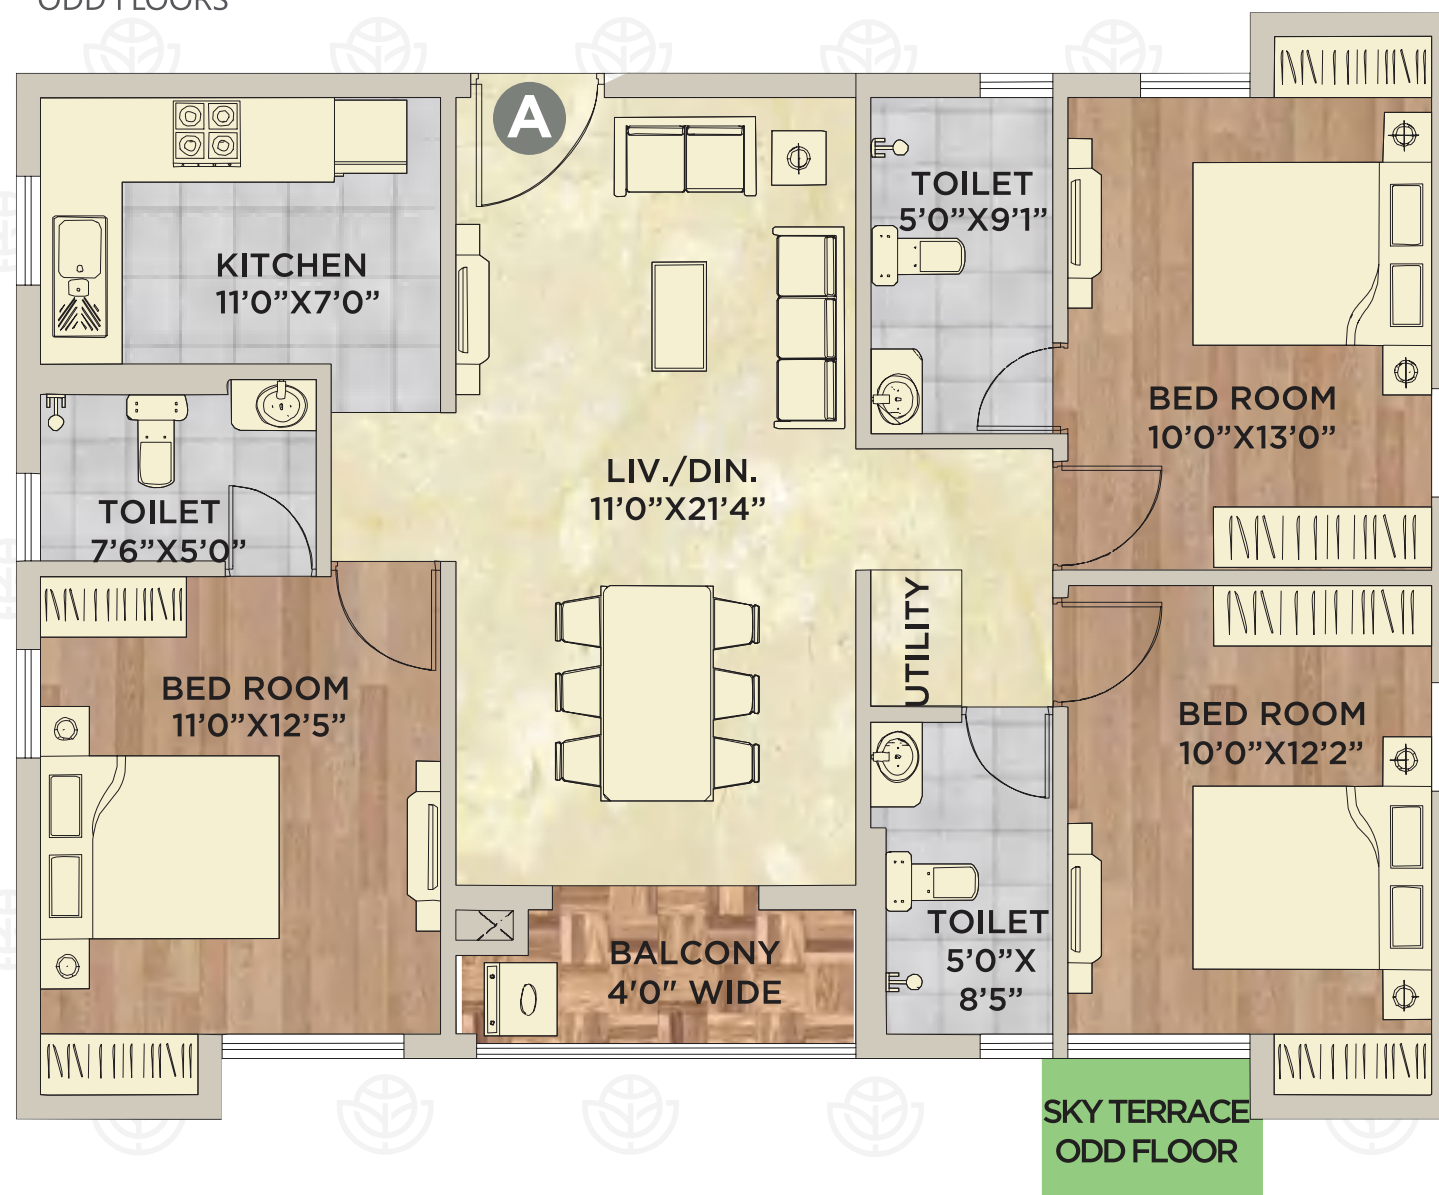 ODD FLOORS
A
KITCHEN
11'0"X7'0"
TOILET
5'0"X9'1"
BED ROOM
10'0"X13'0"
LIV./DIN.
11'0"X21'4"
TOILET
7'6"X5'0"
UTILITY
BED ROOM
11'0"X12'5"
BED ROOM
10'0"X12'2"
TOILET
5'0"X
8'5"
BALCONY
4'0" WIDE
SKY TERRACE
ODD FLOOR